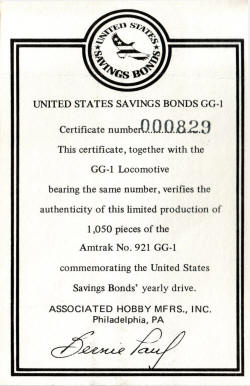 UNITED STATES
SAVINGS BONDS
UNITED STATES SAVINGS BONDS GG-1
Certificate number 000829
This certificate, together with the
GG-1 Locomotive
bearing the same number, verifies the
authenticity of this limited production of
1,050 pieces of the
Amtrak No. 921 GG-1
commemorating the United States
Savings Bonds' yearly drive.
ASSOCIATED HOBBY MFRS., INC.
Philadelphia, PA
Bernie Paul